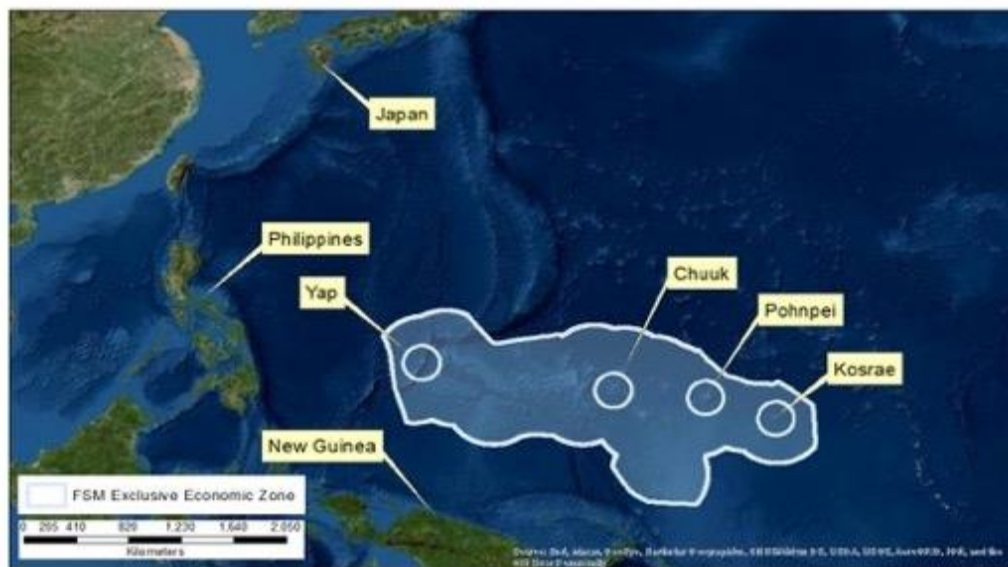 Japan
Philippines
Yap
Chuuk
Pohnpei
Kosrae
New Guinea
FSM Exclusive Economic Zone
0 205 410 820 1,230 1,640 2,050
Kilometers